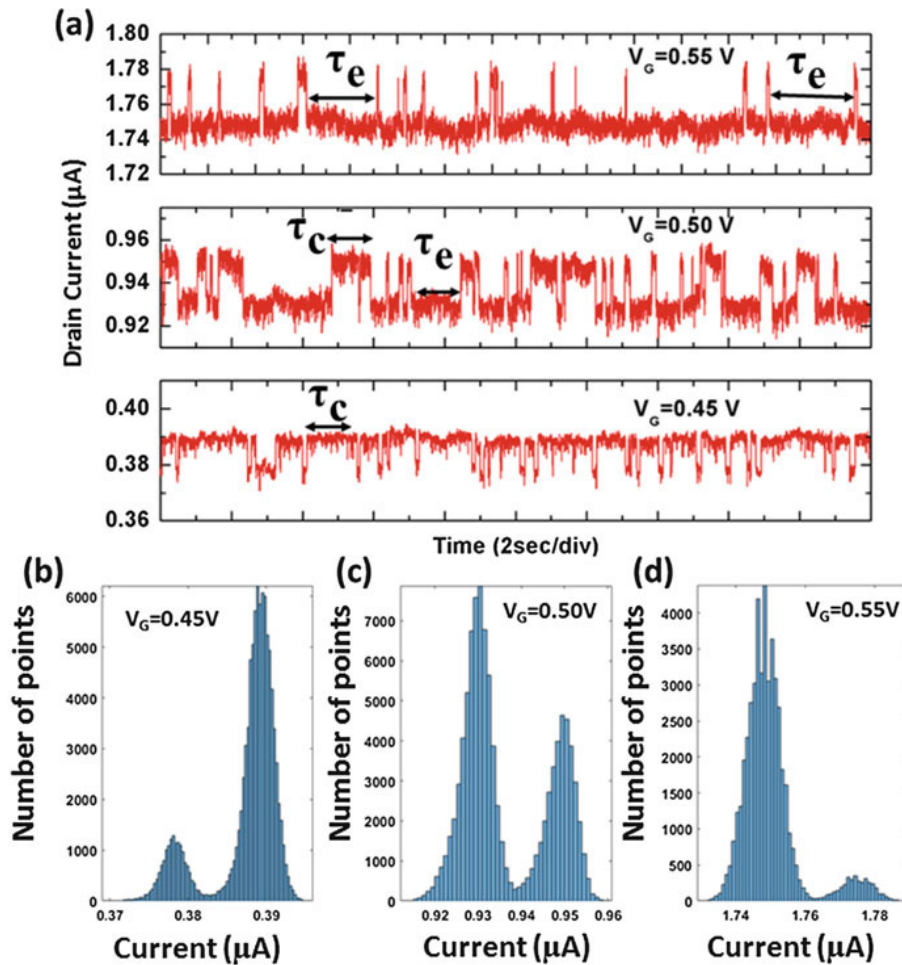 (a)
1.80
1.78
1.76
1.74
1.72
τe
VG=0.55 V
τe
Drain Current (μA)
0.96
0.94
0.92
τc
τe
VG=0.50 V
0.40
0.38
0.36
τc
VG=0.45 V
Time (2sec/div)
(b)
Number of points
6000
5000
4000
3000
2000
1000
0
VG=0.45V
0.37 0.38 0.39
Current (μA)
(c)
Number of points
7000
6000
5000
4000
3000
2000
1000
0
VG=0.50V
0.92 0.93 0.94 0.95 0.96
Current (μA)
(d)
Number of points
4000
3500
3000
2500
2000
1500
1000
500
0
VG=0.55V
1.74 1.76 1.78
Current (μA)